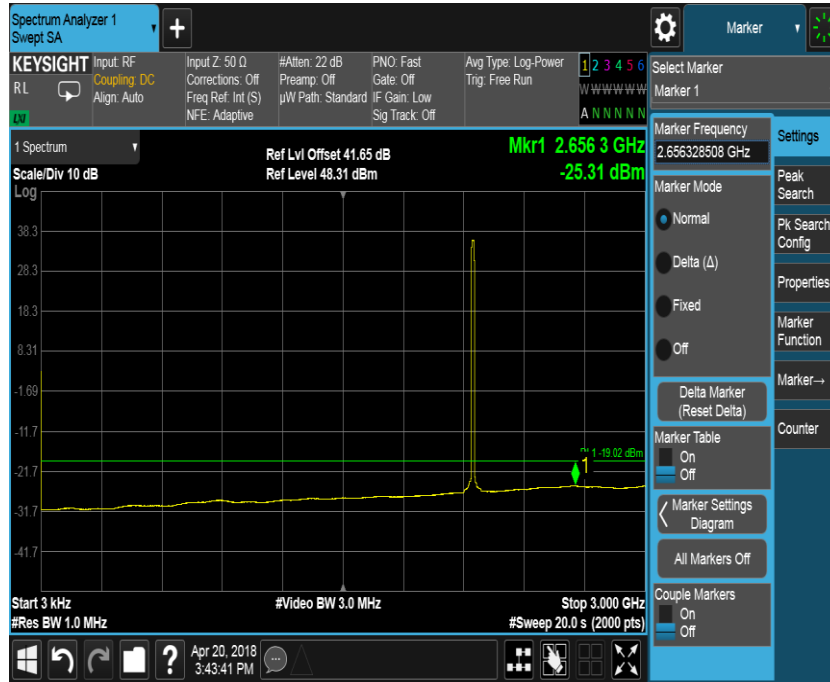 Spectrum Analyzer 1
Swept SA
+
Marker
KEYSIGHT
RL
LXI
Input: RF
Coupling: DC
Align: Auto
Input Z: 50 Ω
Corrections: Off
Freq Ref: Int (S)
NFE: Adaptive
#Atten: 22 dB
Preamp: Off
µW Path: Standard
PNO: Fast
Gate: Off
IF Gain: Low
Sig Track: Off
Avg Type: Log-Power
Trig: Free Run
1 2 3 4 5 6
W W W W W W
A N N N N N
Select Marker
Marker 1
1 Spectrum
Scale/Div 10 dB
Log
Ref Lvl Offset 41.65 dB
Ref Level 48.31 dBm
Mkr1 2.656 3 GHz
-25.31 dBm
38.3
28.3
18.3
8.31
-1.69
-11.7
-21.7
-31.7
-41.7
1 -19.02 dBm
1
Start 3 kHz
#Res BW 1.0 MHz
#Video BW 3.0 MHz
Stop 3.000 GHz
#Sweep 20.0 s (2000 pts)
Marker Frequency
2.656328508 GHz
Marker Mode
Normal
Delta (Δ)
Fixed
Off
Delta Marker
(Reset Delta)
Marker Table
On
Off
Marker Settings
Diagram
All Markers Off
Couple Markers
On
Off
Settings
Peak
Search
Pk Search
Config
Properties
Marker
Function
Marker→
Counter
?
Apr 20, 2018
3:43:41 PM